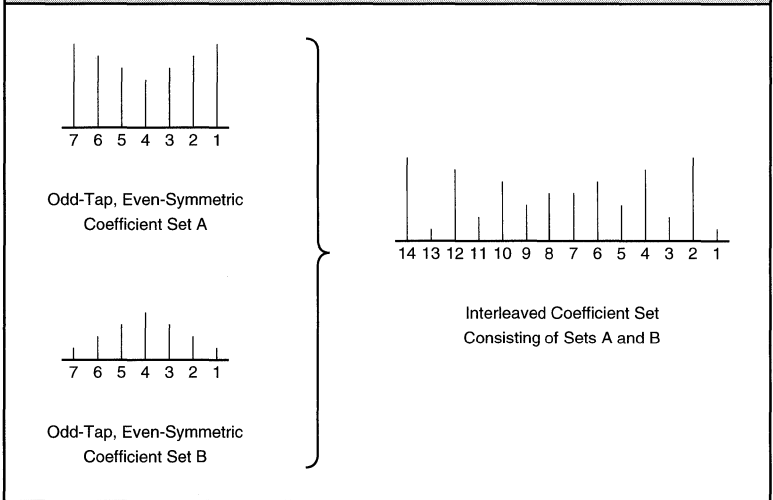 7 6 5 4 3 2 1
Odd-Tap, Even-Symmetric
Coefficient Set A
7 6 5 4 3 2 1
Odd-Tap, Even-Symmetric
Coefficient Set B
14 13 12 11 10 9 8 7 6 5 4 3 2 1
Interleaved Coefficient Set
Consisting of Sets A and B